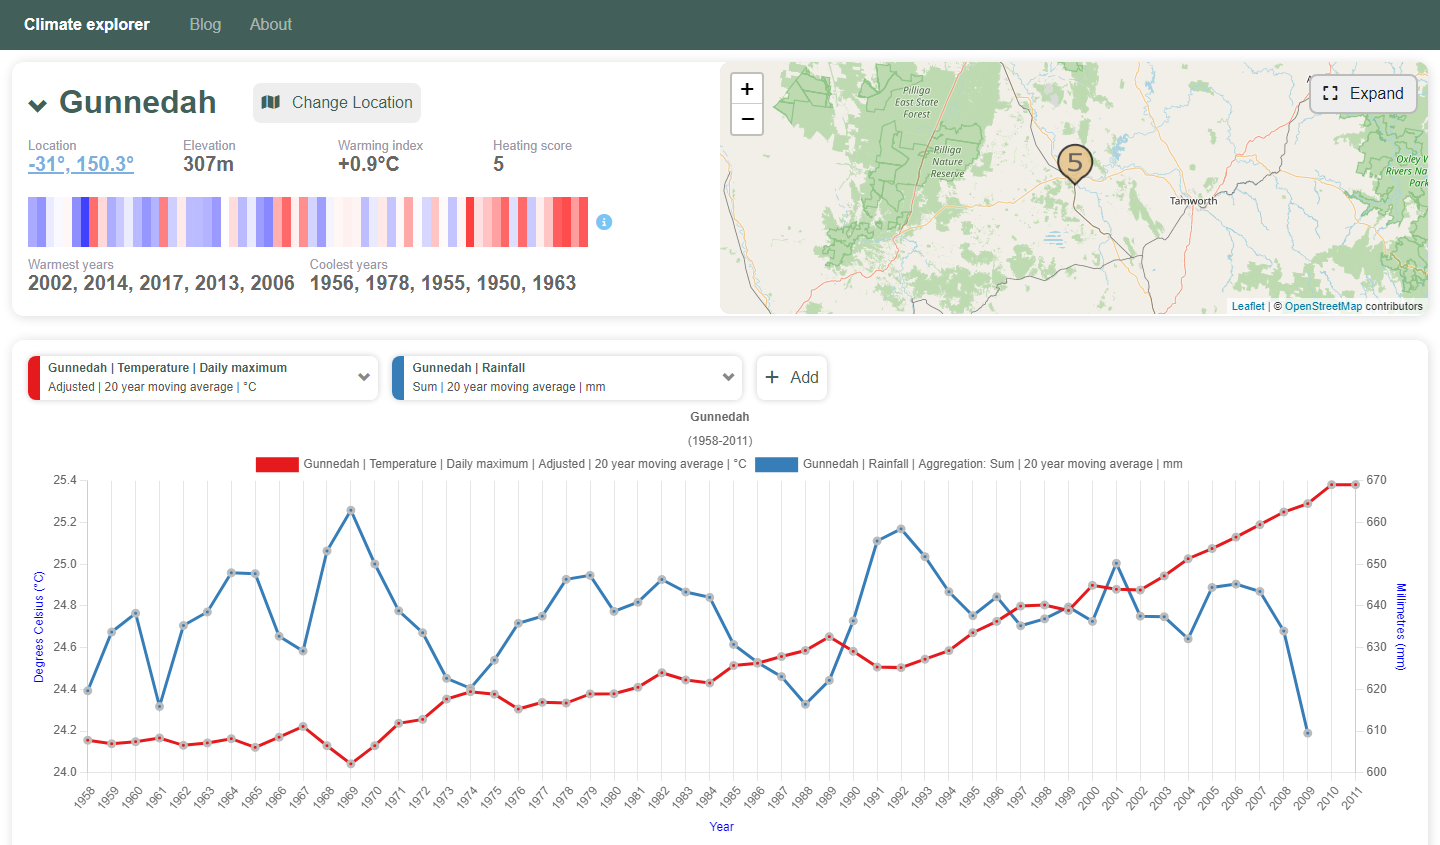 Climate explorer
Blog
About
Gunnedah
Change Location
Location
-31°, 150.3°
Elevation
307m
Warming index
+0.9°C
Heating score
5
Warmest years
2002, 2014, 2017, 2013, 2006
Coolest years
1956, 1978, 1955, 1950, 1963
+
−
Pilliga
East State
Forest
Pilliga
Nature
Reserve
5
Tamworth
Expand
Oxley W
Rivers Na
Park
Leaflet | © OpenStreetMap contributors
Gunnedah | Temperature | Daily maximum
Adjusted | 20 year moving average | °C
Gunnedah | Rainfall
Sum | 20 year moving average | mm
+ Add
Gunnedah
(1958-2011)
Gunnedah | Temperature | Daily maximum | Adjusted | 20 year moving average | °C
Gunnedah | Rainfall | Aggregation: Sum | 20 year moving average | mm
25.4
25.2
25.0
24.8
24.6
24.4
24.2
24.0
Degrees Celsius (°C)
670
660
650
640
630
620
610
600
Millimetres (mm)
1958 1959 1960 1961 1962 1963 1964 1965 1966 1967 1968 1969 1970 1971 1972 1973 1974 1975 1976 1977 1978 1979 1980 1981 1982 1983 1984 1985 1986 1987 1988 1989 1990 1991 1992 1993 1994 1995 1996 1997 1998 1999 2000 2001 2002 2003 2004 2005 2006 2007 2008 2009 2010 2011
Year